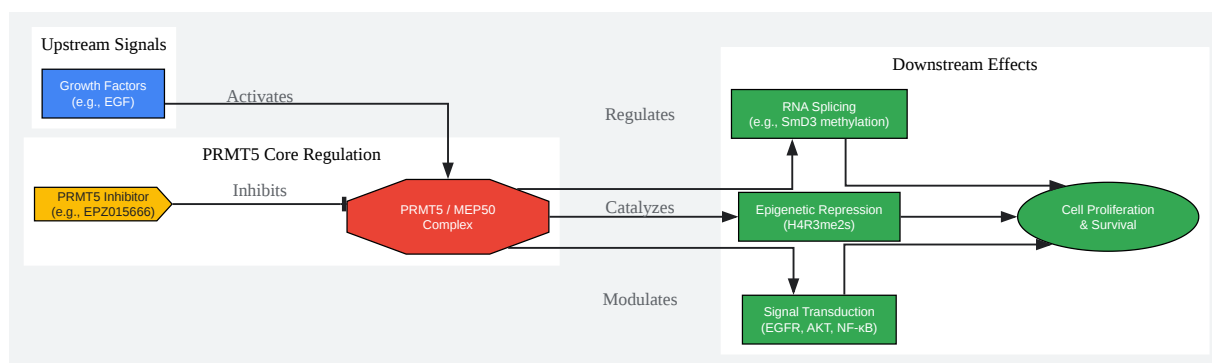 Upstream Signals
Growth Factors
(e.g., EGF)
Activates
PRMT5 Core Regulation
PRMT5 Inhibitor
(e.g., EPZ015666)
Inhibits
PRMT5 / MEP50
Complex
Regulates
Catalyzes
Modulates
Downstream Effects
RNA Splicing
(e.g., SmD3 methylation)
Epigenetic Repression
(H4R3me2s)
Signal Transduction
(EGFR, AKT, NF-κB)
Cell Proliferation
& Survival